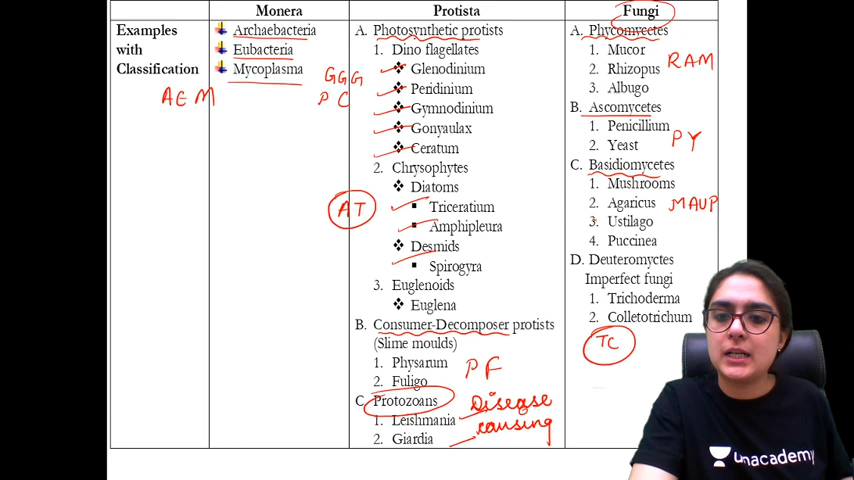 Monera
Protista
Fungi
Examples
with
Classification
Archaebacteria
Eubacteria
Mycoplasma
AEM
GGG
PC
A. Photosynthetic protists
1. Dino flagellates
Glenodinium
Peridinium
Gymnodinium
Gonyaulax
Ceratum
2. Chrysophytes
Diatoms
Triceratium
Amphipleura
AT
Desmids
Spirogyra
3. Euglenoids
Euglena
B. Consumer-Decomposer protists
(Slime moulds)
1. Physarum
2. Fuligo
PF
C. Protozoans
1. Leishmania
2. Giardia
Disease
causing
A. Phycomycetes
1. Mucor
2. Rhizopus
3. Albugo
RAM
B. Ascomycetes
1. Penicillium
2. Yeast
PY
C. Basidiomycetes
1. Mushrooms
2. Agaricus
3. Ustilago
4. Puccinea
MAUP
D. Deuteromyctes
Imperfect fungi
1. Trichoderma
2. Colletotrichum
TC
unacademy